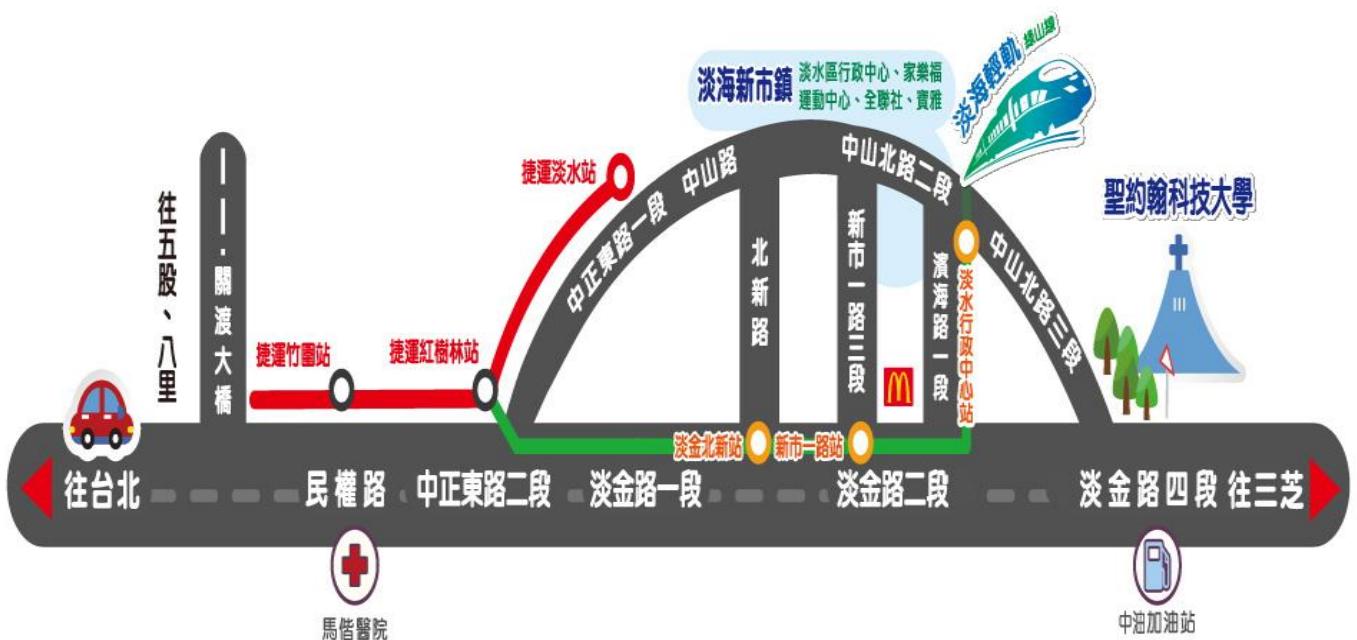 淡海輕軌 綠山線
淡海新市鎮
淡水區行政中心、家樂福
運動中心、全聯社、寶雅
捷運淡水站
中正東路一段
中山路
中山北路二段
中山北路三段
聖約翰科技大學
往五股、八里
關渡大橋
捷運竹圍站
捷運紅樹林站
北新路
新市一路三段
濱海路一段
淡水行政中心站
淡金北新站
新市一路站
往台北
民權路
中正東路二段
淡金路一段
淡金路二段
淡金路四段
往三芝
馬偕醫院
中油加油站